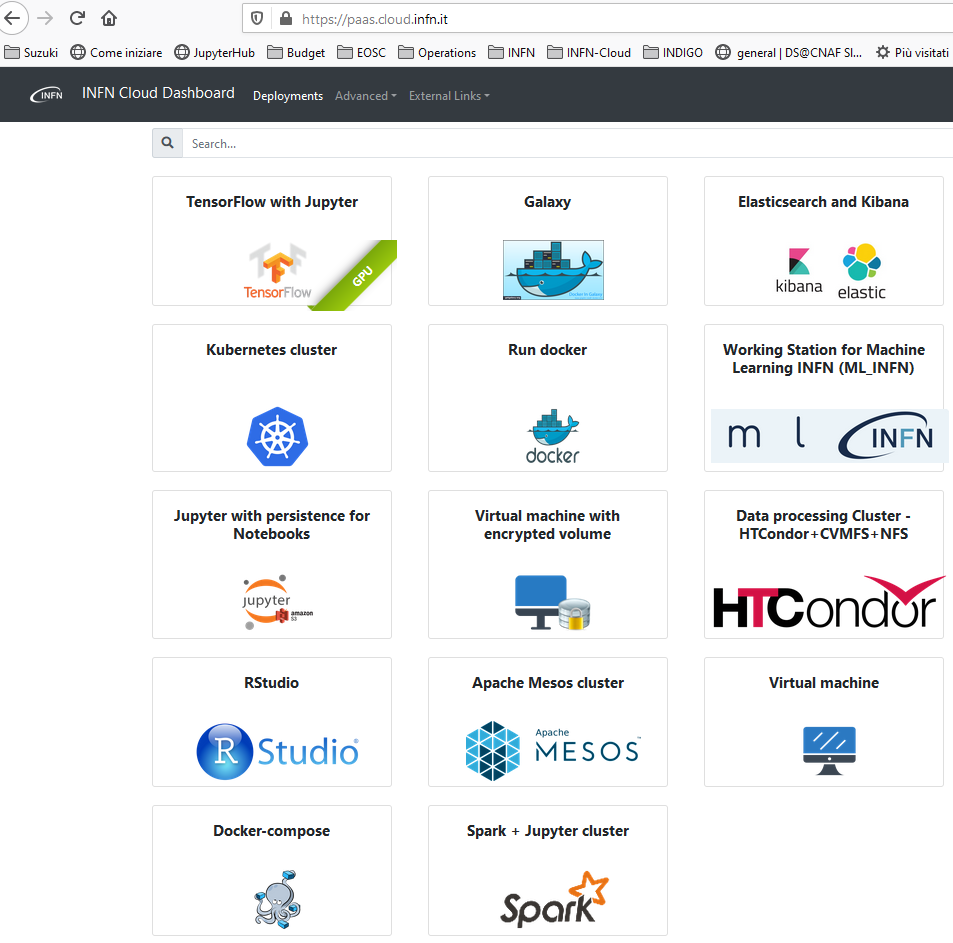 https://paas.cloud.infn.it
Suzuki Come iniziare JupyterHub Budget EOSC Operations INFN INFN-Cloud INDIGO general | DS@CNAF Sl... Più visitati
INFN INFN Cloud Dashboard Deployments Advanced External Links
Search...
TensorFlow with Jupyter
TensorFlow
GPU
Galaxy
Elasticsearch and Kibana
kibana
elastic
Kubernetes cluster
Run docker
docker
Working Station for Machine
Learning INFN (ML_INFN)
m l INFN
Jupyter with persistence for
Notebooks
jupyter
amazon
S3
Virtual machine with
encrypted volume
Data processing Cluster -
HTCondor+CVMFS+NFS
HTCondor
RStudio
R Studio®
Apache Mesos cluster
Apache
MESOS™
Virtual machine
Docker-compose
Spark + Jupyter cluster
Spark